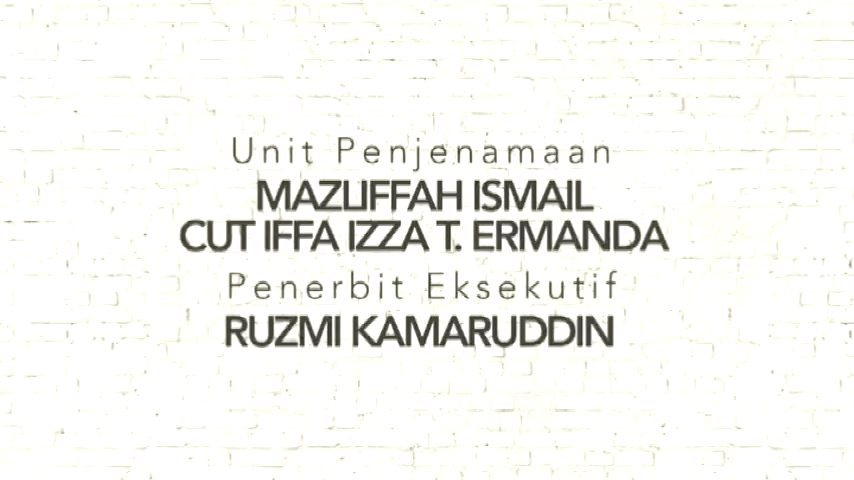 Unit Penjenamaan
MAZLIFFAH ISMAIL
CUT IFFA IZZA T. ERMANDA
Penerbit Eksekutif
RUZMI KAMARUDDIN